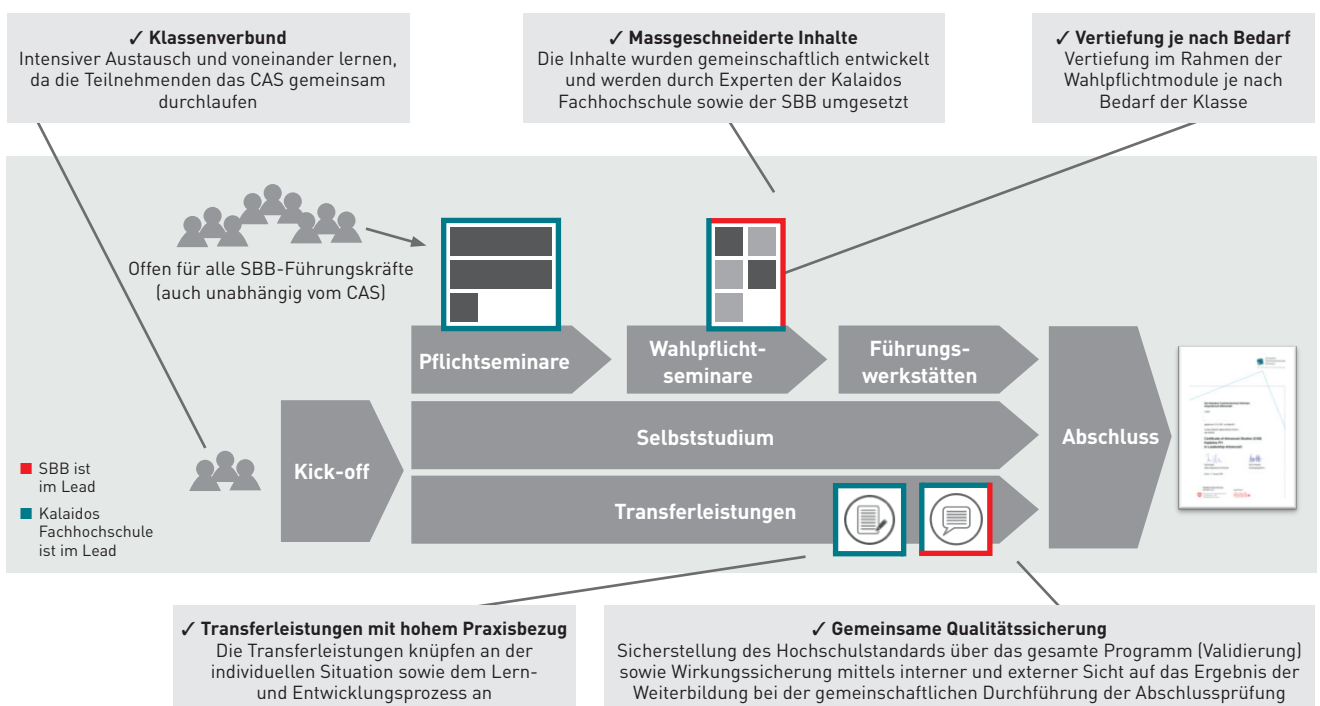 ✓ Klassenverbund
Intensiver Austausch und voneinander lernen,
da die Teilnehmenden das CAS gemeinsam
durchlaufen
✓ Massgeschneiderte Inhalte
Die Inhalte wurden gemeinschaftlich entwickelt
und werden durch Experten der Kalaidos
Fachhochschule sowie der SBB umgesetzt
✓ Vertiefung je nach Bedarf
Vertiefung im Rahmen der
Wahlpflichtmodule je nach
Bedarf der Klasse
Offen für alle SBB-Führungskräfte
(auch unabhängig vom CAS)
Pflichtseminare
Wahlpflicht-
seminare
Führungs-
werkstätten
Selbststudium
Transferleistungen
Kick-off
Abschluss
SBB ist
im Lead
Kalaidos
Fachhochschule
ist im Lead
✓ Transferleistungen mit hohem Praxisbezug
Die Transferleistungen knüpfen an der
individuellen Situation sowie dem Lern-
und Entwicklungsprozess an
✓ Gemeinsame Qualitätssicherung
Sicherstellung des Hochschulstandards über das gesamte Programm (Validierung)
sowie Wirkungssicherung mittels interner und externer Sicht auf das Ergebnis der
Weiterbildung bei der gemeinschaftlichen Durchführung der Abschlussprüfung